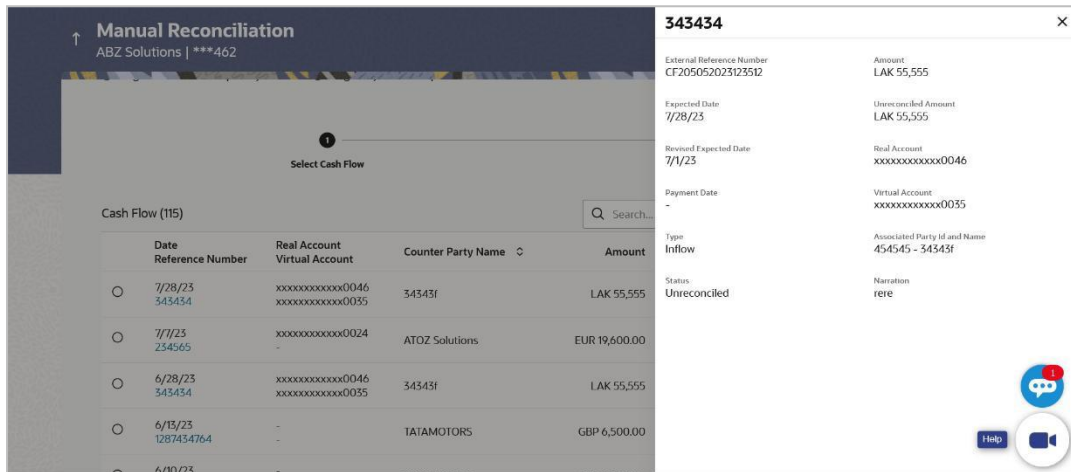 Manual Reconciliation
ABZ Solutions | ***462
1
Select Cash Flow
Cash Flow (115)
Search...
Date
Reference Number
Real Account
Virtual Account
Counter Party Name
Amount
7/28/23
343434
xxxxxxxxxxxx0046
xxxxxxxxxxxx0035
34343f
LAK 55,555
7/7/23
234565
xxxxxxxxxxxx0024
-
ATOZ Solutions
EUR 19,600.00
6/28/23
343434
xxxxxxxxxxxx0046
xxxxxxxxxxxx0035
34343f
LAK 55,555
6/13/23
1287434764
-
-
TATAMOTORS
GBP 6,500.00
6/10/23
343434
External Reference Number
CF205052023123512
Amount
LAK 55,555
Expected Date
7/28/23
Unreconciled Amount
LAK 55,555
Revised Expected Date
7/1/23
Real Account
xxxxxxxxxxxx0046
Payment Date
-
Virtual Account
xxxxxxxxxxxx0035
Type
Inflow
Associated Party Id and Name
454545 - 34343f
Status
Unreconciled
Narration
rere
1
Help